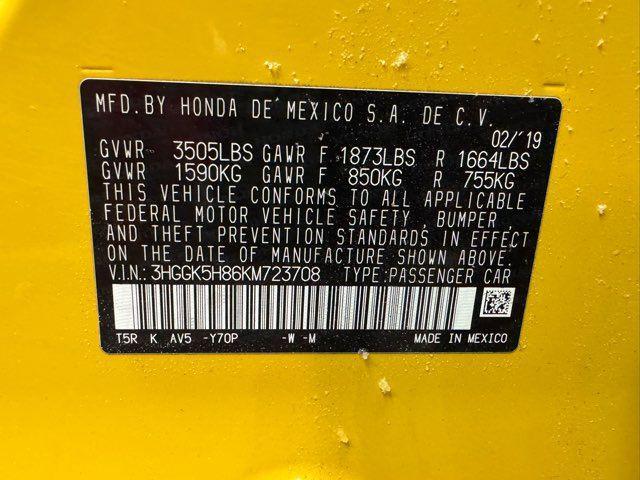 MFD. BY HONDA DE MEXICO S.A. DE C.V.
02/'19
GVWR 3505LBS GAWR F 1873LBS R 1664LBS
GVWR 1590KG GAWR F 850KG R 755KG
THIS VEHICLE CONFORMS TO ALL APPLICABLE
FEDERAL MOTOR VEHICLE SAFETY, BUMPER,
AND THEFT PREVENTION STANDARDS IN EFFECT
ON THE DATE OF MANUFACTURE SHOWN ABOVE.
V.I.N.: 3HGGK5H86KM723708 TYPE: PASSENGER CAR
T5R K AV5 -Y70P -W -M MADE IN MEXICO